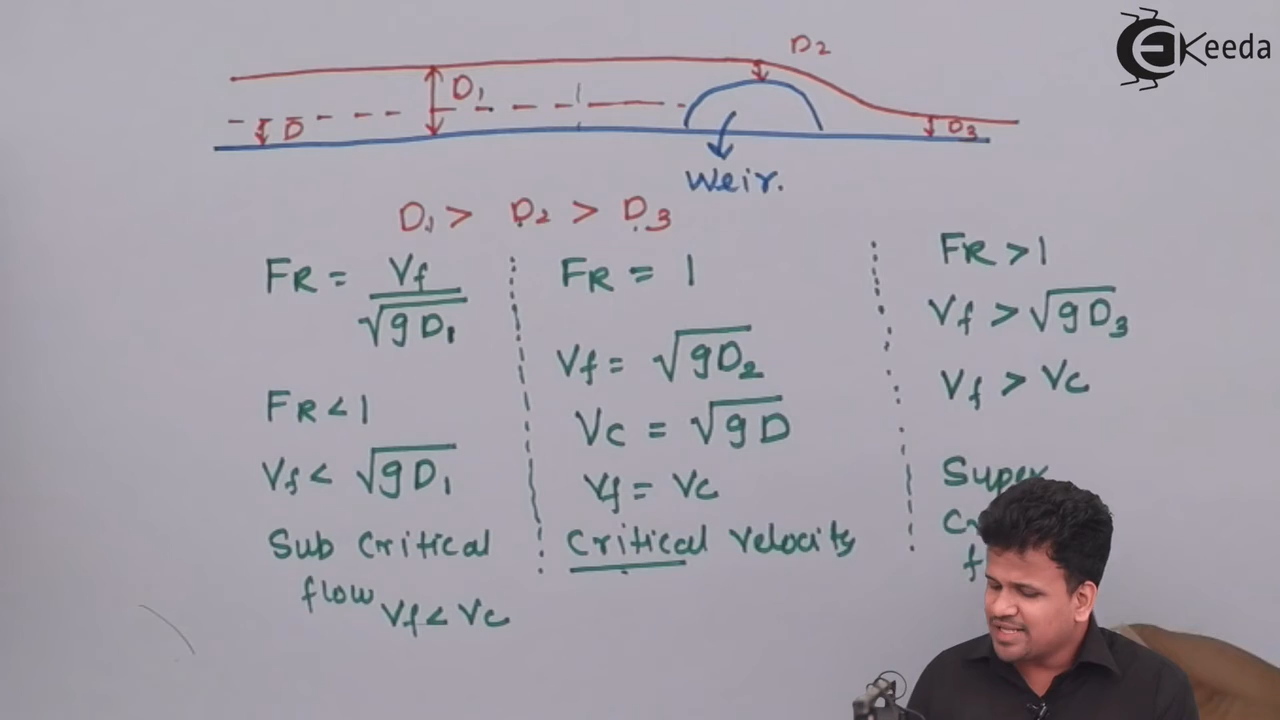 Ekeeda
D2
D1
D
D3
Weir.
D1 > D2 > D3
FR = Vf / √gD1
FR < 1
Vf < √gD1
Sub Critical
flow Vf < Vc
FR = 1
Vf = √gD2
Vc = √gD
Vf = Vc
Critical Velocity
FR > 1
Vf > √gD3
Vf > Vc
Super